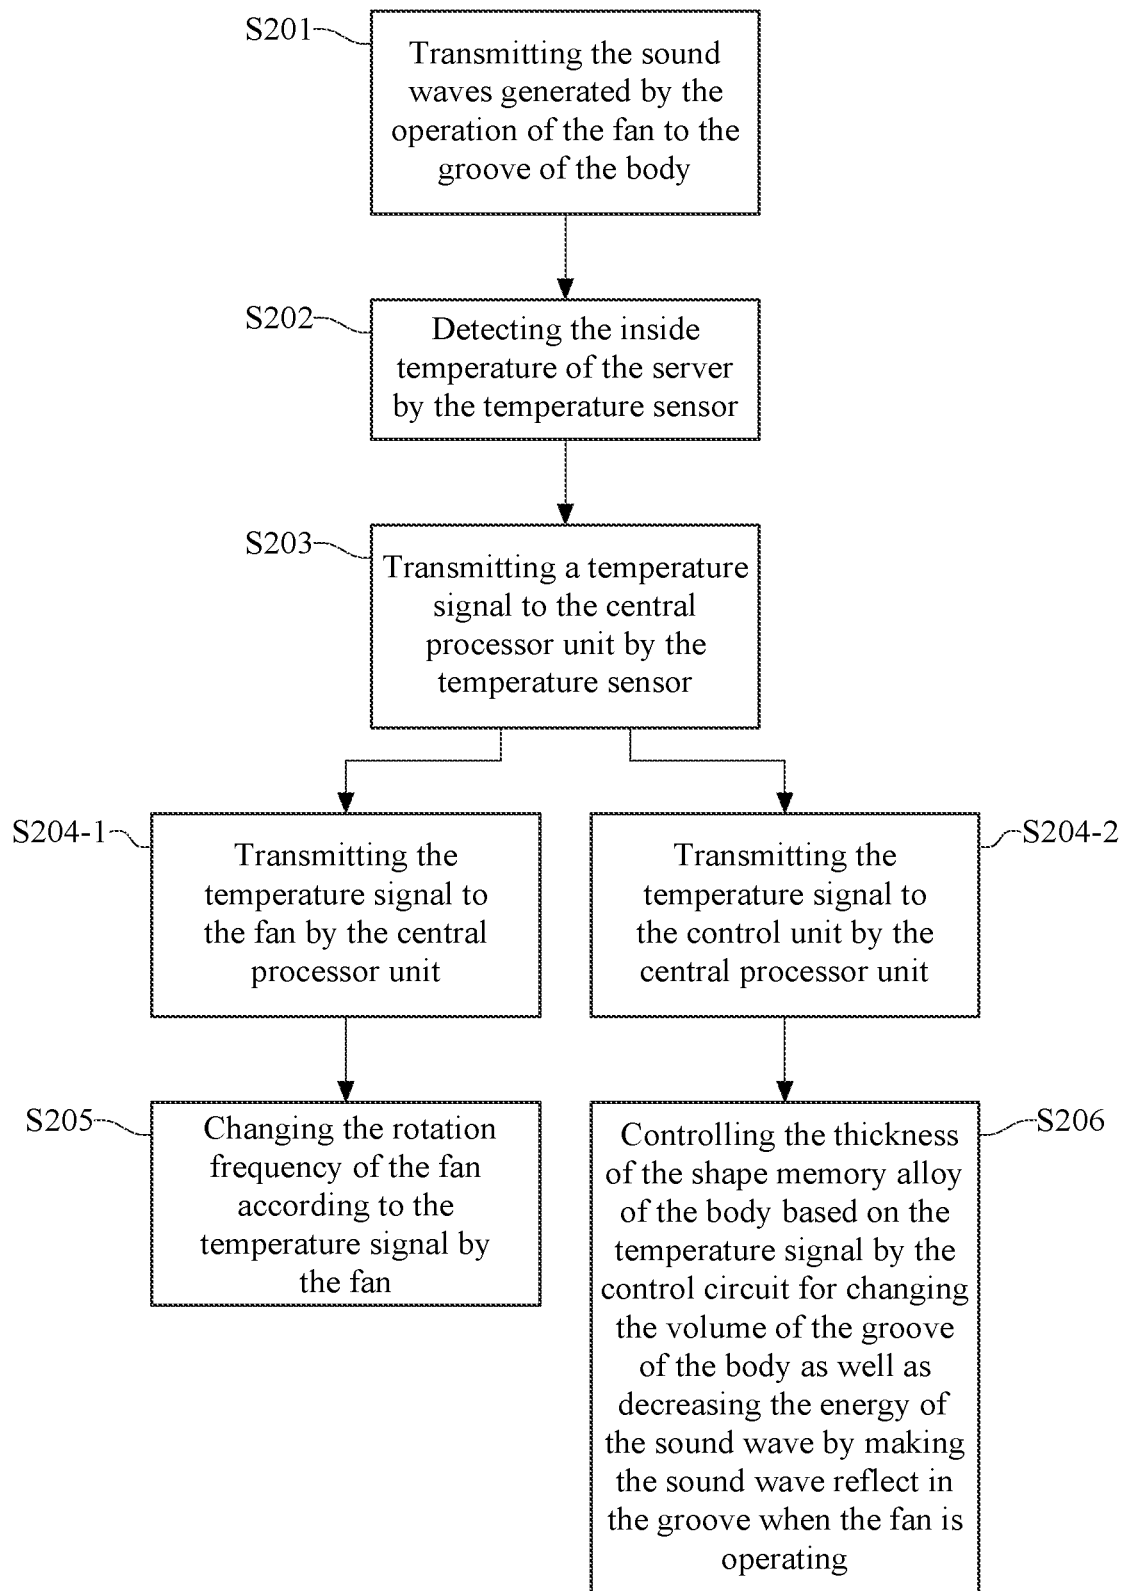 S201
Transmitting the sound
waves generated by the
operation of the fan to the
groove of the body
S202
Detecting the inside
temperature of the server
by the temperature sensor
S203
Transmitting a temperature
signal to the central
processor unit by the
temperature sensor
S204-1
Transmitting the
temperature signal to
the fan by the central
processor unit
S204-2
Transmitting the
temperature signal to
the control unit by the
central processor unit
S205
Changing the rotation
frequency of the fan
according to the
temperature signal by
the fan
S206
Controlling the thickness
of the shape memory alloy
of the body based on the
temperature signal by the
control circuit for changing
the volume of the groove
of the body as well as
decreasing the energy of
the sound wave by making
the sound wave reflect in
the groove when the fan is
operating